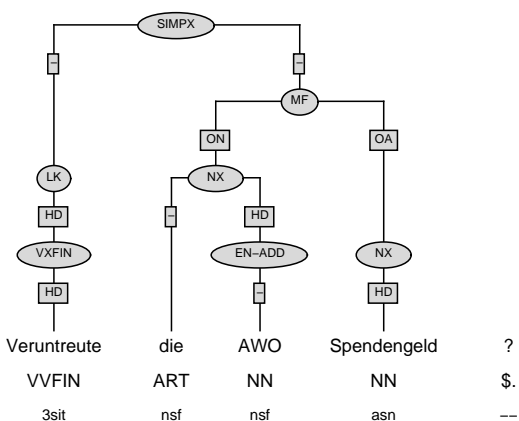 SIMPX
– –
MF
ON OA
LK NX
HD – HD
VXFIN EN–ADD NX
HD – HD
Veruntreute die AWO Spendengeld ?
VVFIN ART NN NN $.
3sit nsf nsf asn ––